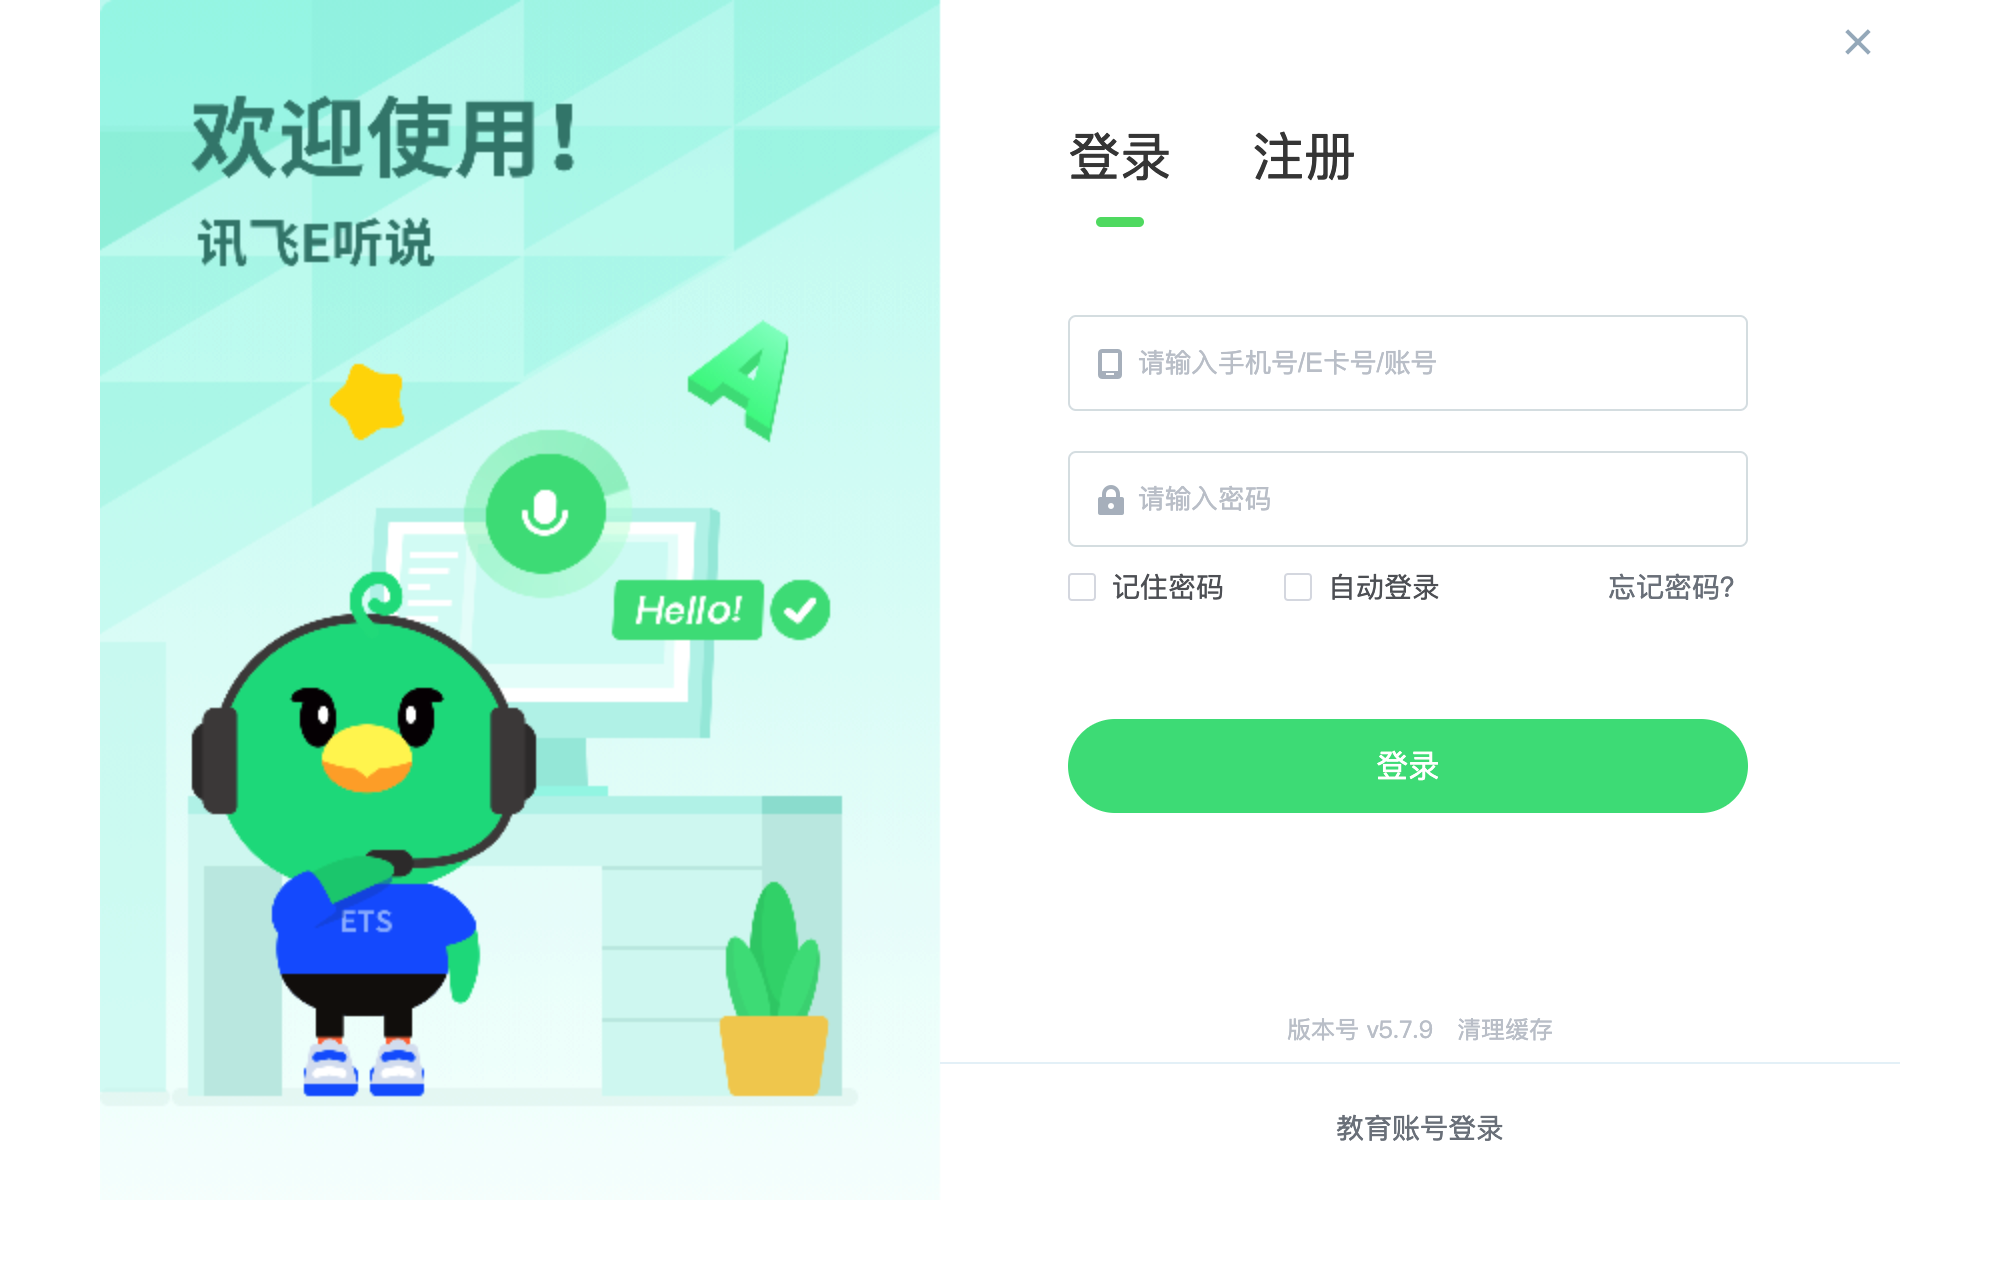 欢迎使用!
讯飞E听说
Hello!
ETS
登录 注册
请输入手机号/E卡号/账号
请输入密码
记住密码 自动登录 忘记密码?
登录
版本号 v5.7.9 清理缓存
教育账号登录